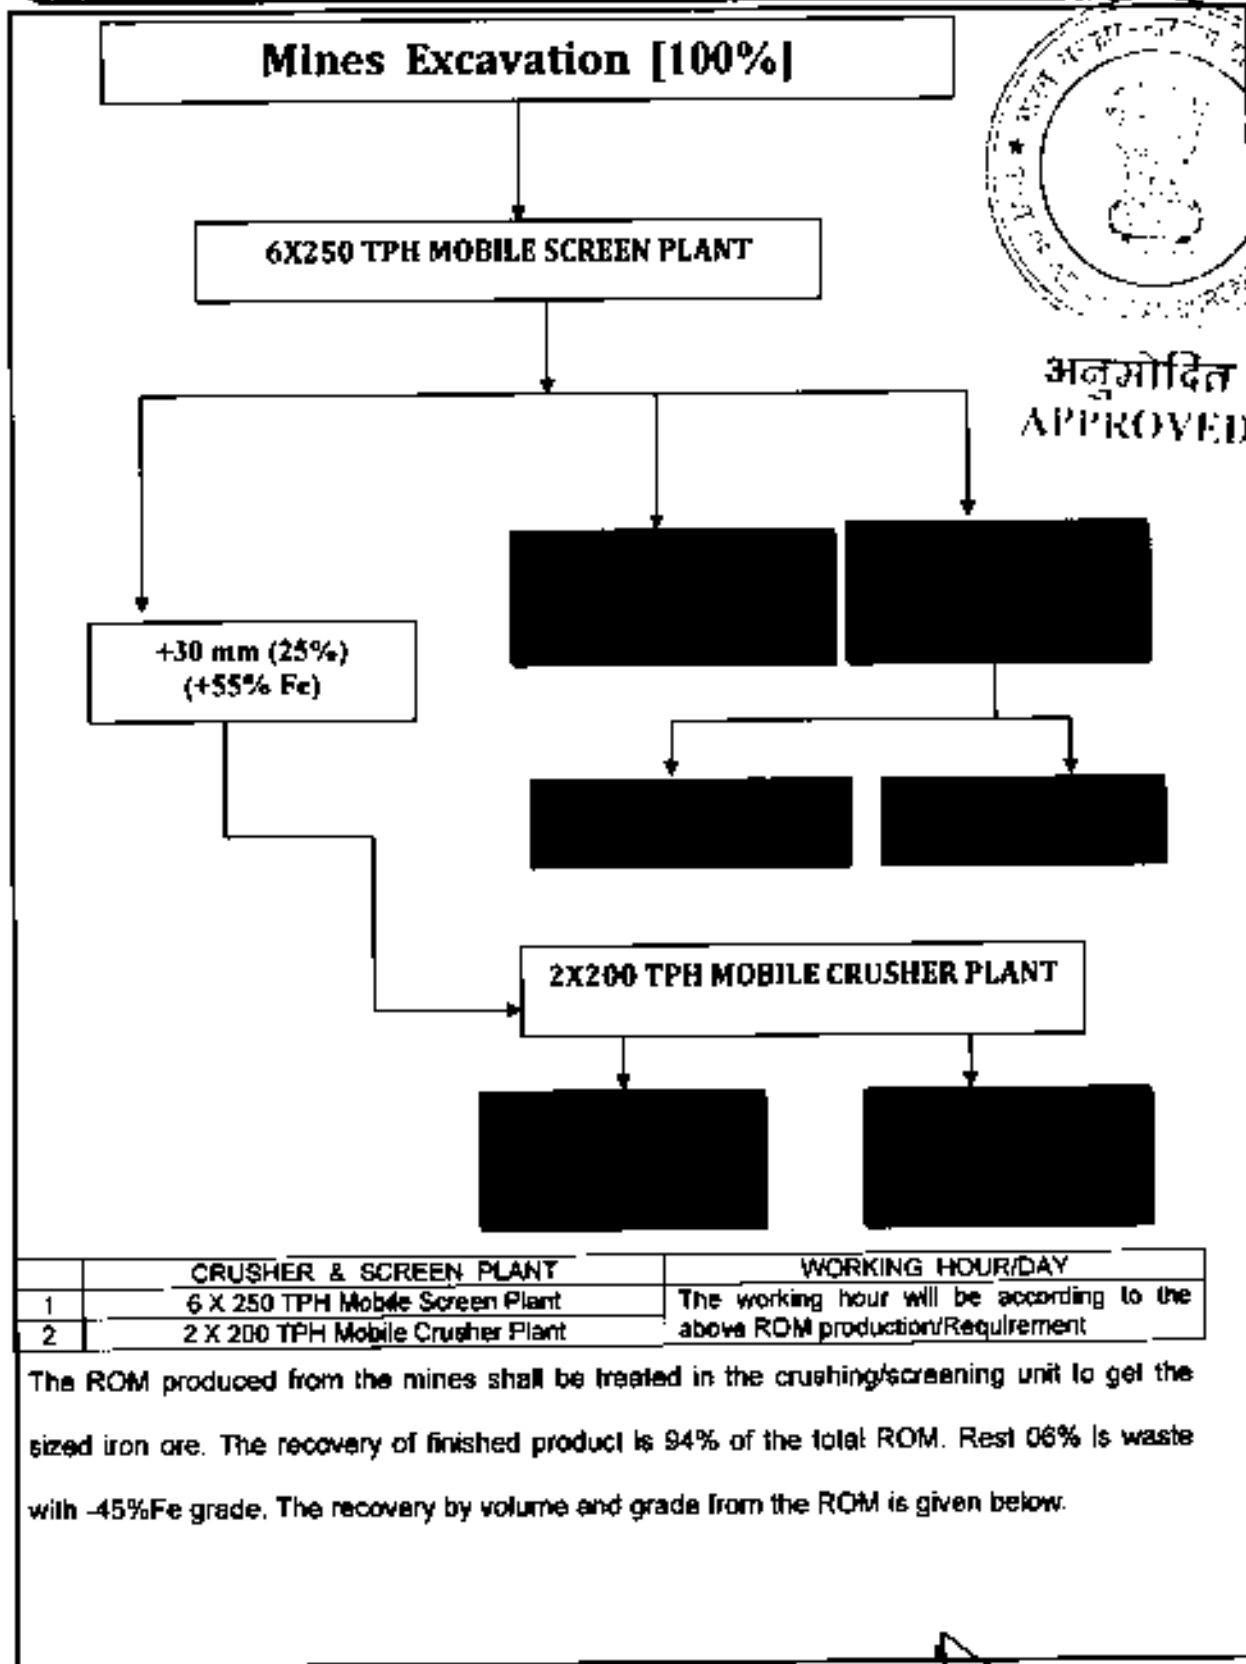 Mines Excavation [100%]
6X250 TPH MOBILE SCREEN PLANT
अनुमोदित
APPROVED
+30 mm (25%)
(+55% Fe)
2X200 TPH MOBILE CRUSHER PLANT
CRUSHER & SCREEN PLANT WORKING HOUR/DAY
1 6 X 250 TPH Mobile Screen Plant The working hour will be according to the
2 2 X 200 TPH Mobile Crusher Plant above ROM production/Requirement
The ROM produced from the mines shall be treated in the crushing/screening unit to get the
sized iron ore. The recovery of finished product is 94% of the total ROM. Rest 06% is waste
with -45%Fe grade. The recovery by volume and grade from the ROM is given below.